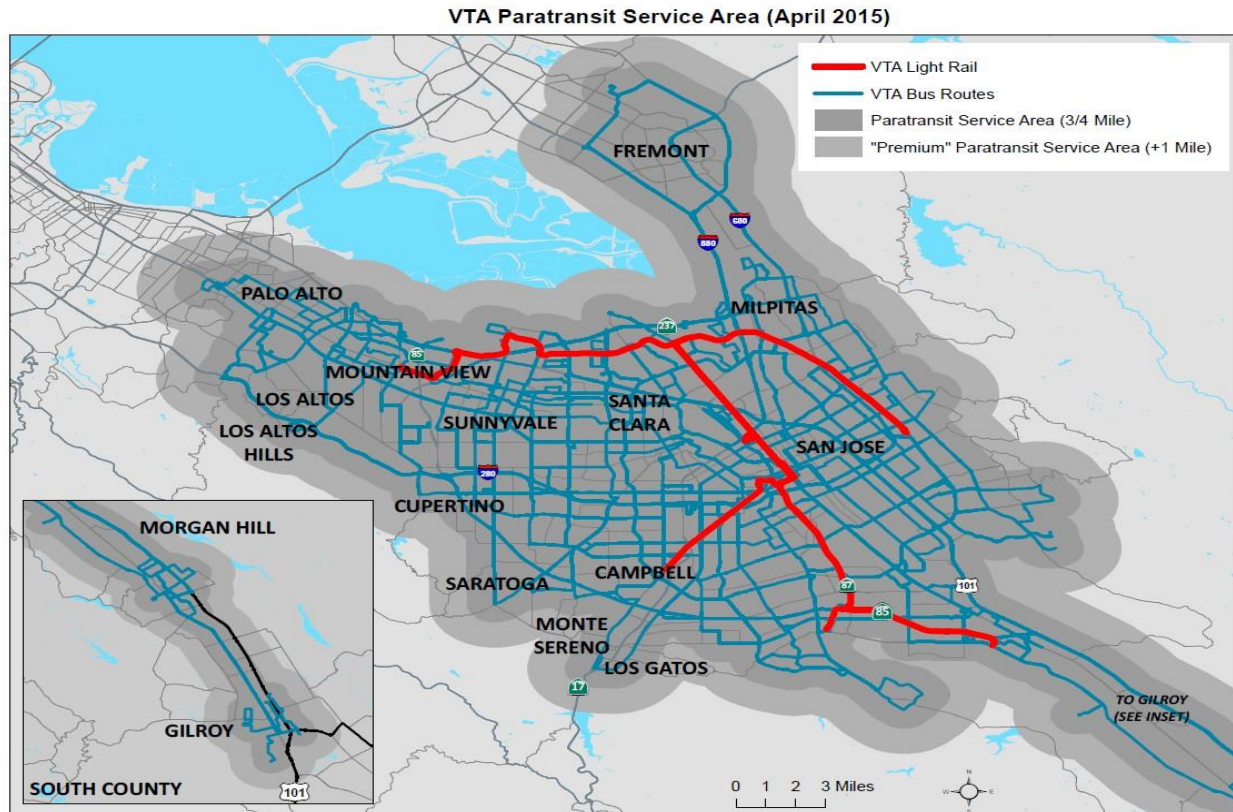 VTA Paratransit Service Area (April 2015)
VTA Light Rail
VTA Bus Routes
Paratransit Service Area (3/4 Mile)
"Premium" Paratransit Service Area (+1 Mile)
FREMONT
680
880
MILPITAS
PALO ALTO
237
85
MOUNTAIN VIEW
LOS ALTOS
SUNNYVALE
SANTA
CLARA
LOS ALTOS
HILLS
SAN JOSE
280
CUPERTINO
SARATOGA
CAMPBELL
87
101
85
MONTE
SERENO
LOS GATOS
17
TO GILROY
(SEE INSET)
MORGAN HILL
GILROY
SOUTH COUNTY
101
0 1 2 3 Miles
N
W E
S